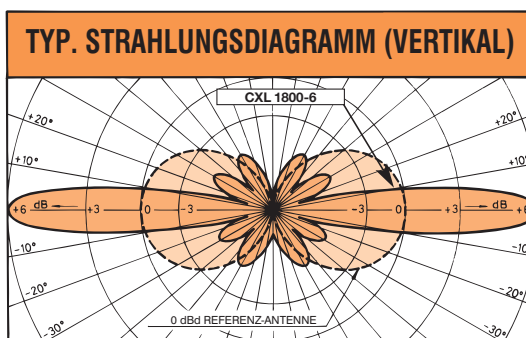 TYP. STRAHLUNGSDIAGRAMM (VERTIKAL)
CXL 1800-6
+20° +20°
+10° +10°
+6 dB +3 0 -3 -3 0 +3 dB +6
-10° -10°
-20° -20°
-30° 0 dBd REFERENZ-ANTENNE -30°